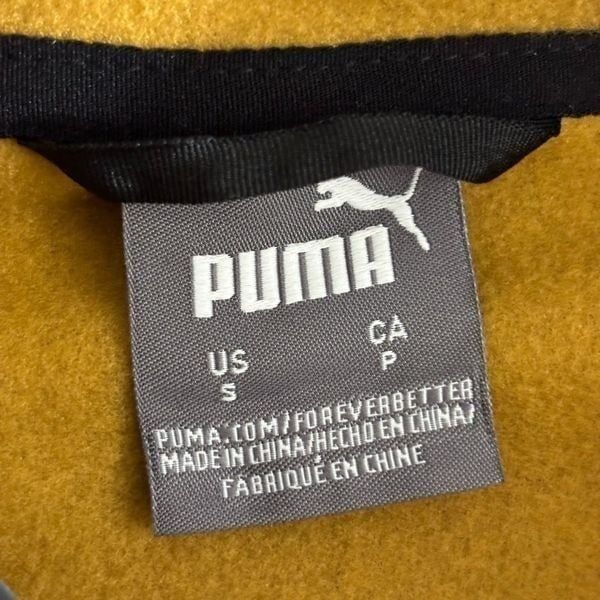 PUMA
US CA
S P
PUMA.COM/FOREVERBETTER
MADE IN CHINA/HECHO EN CHINA/
FABRIQUÉ EN CHINE